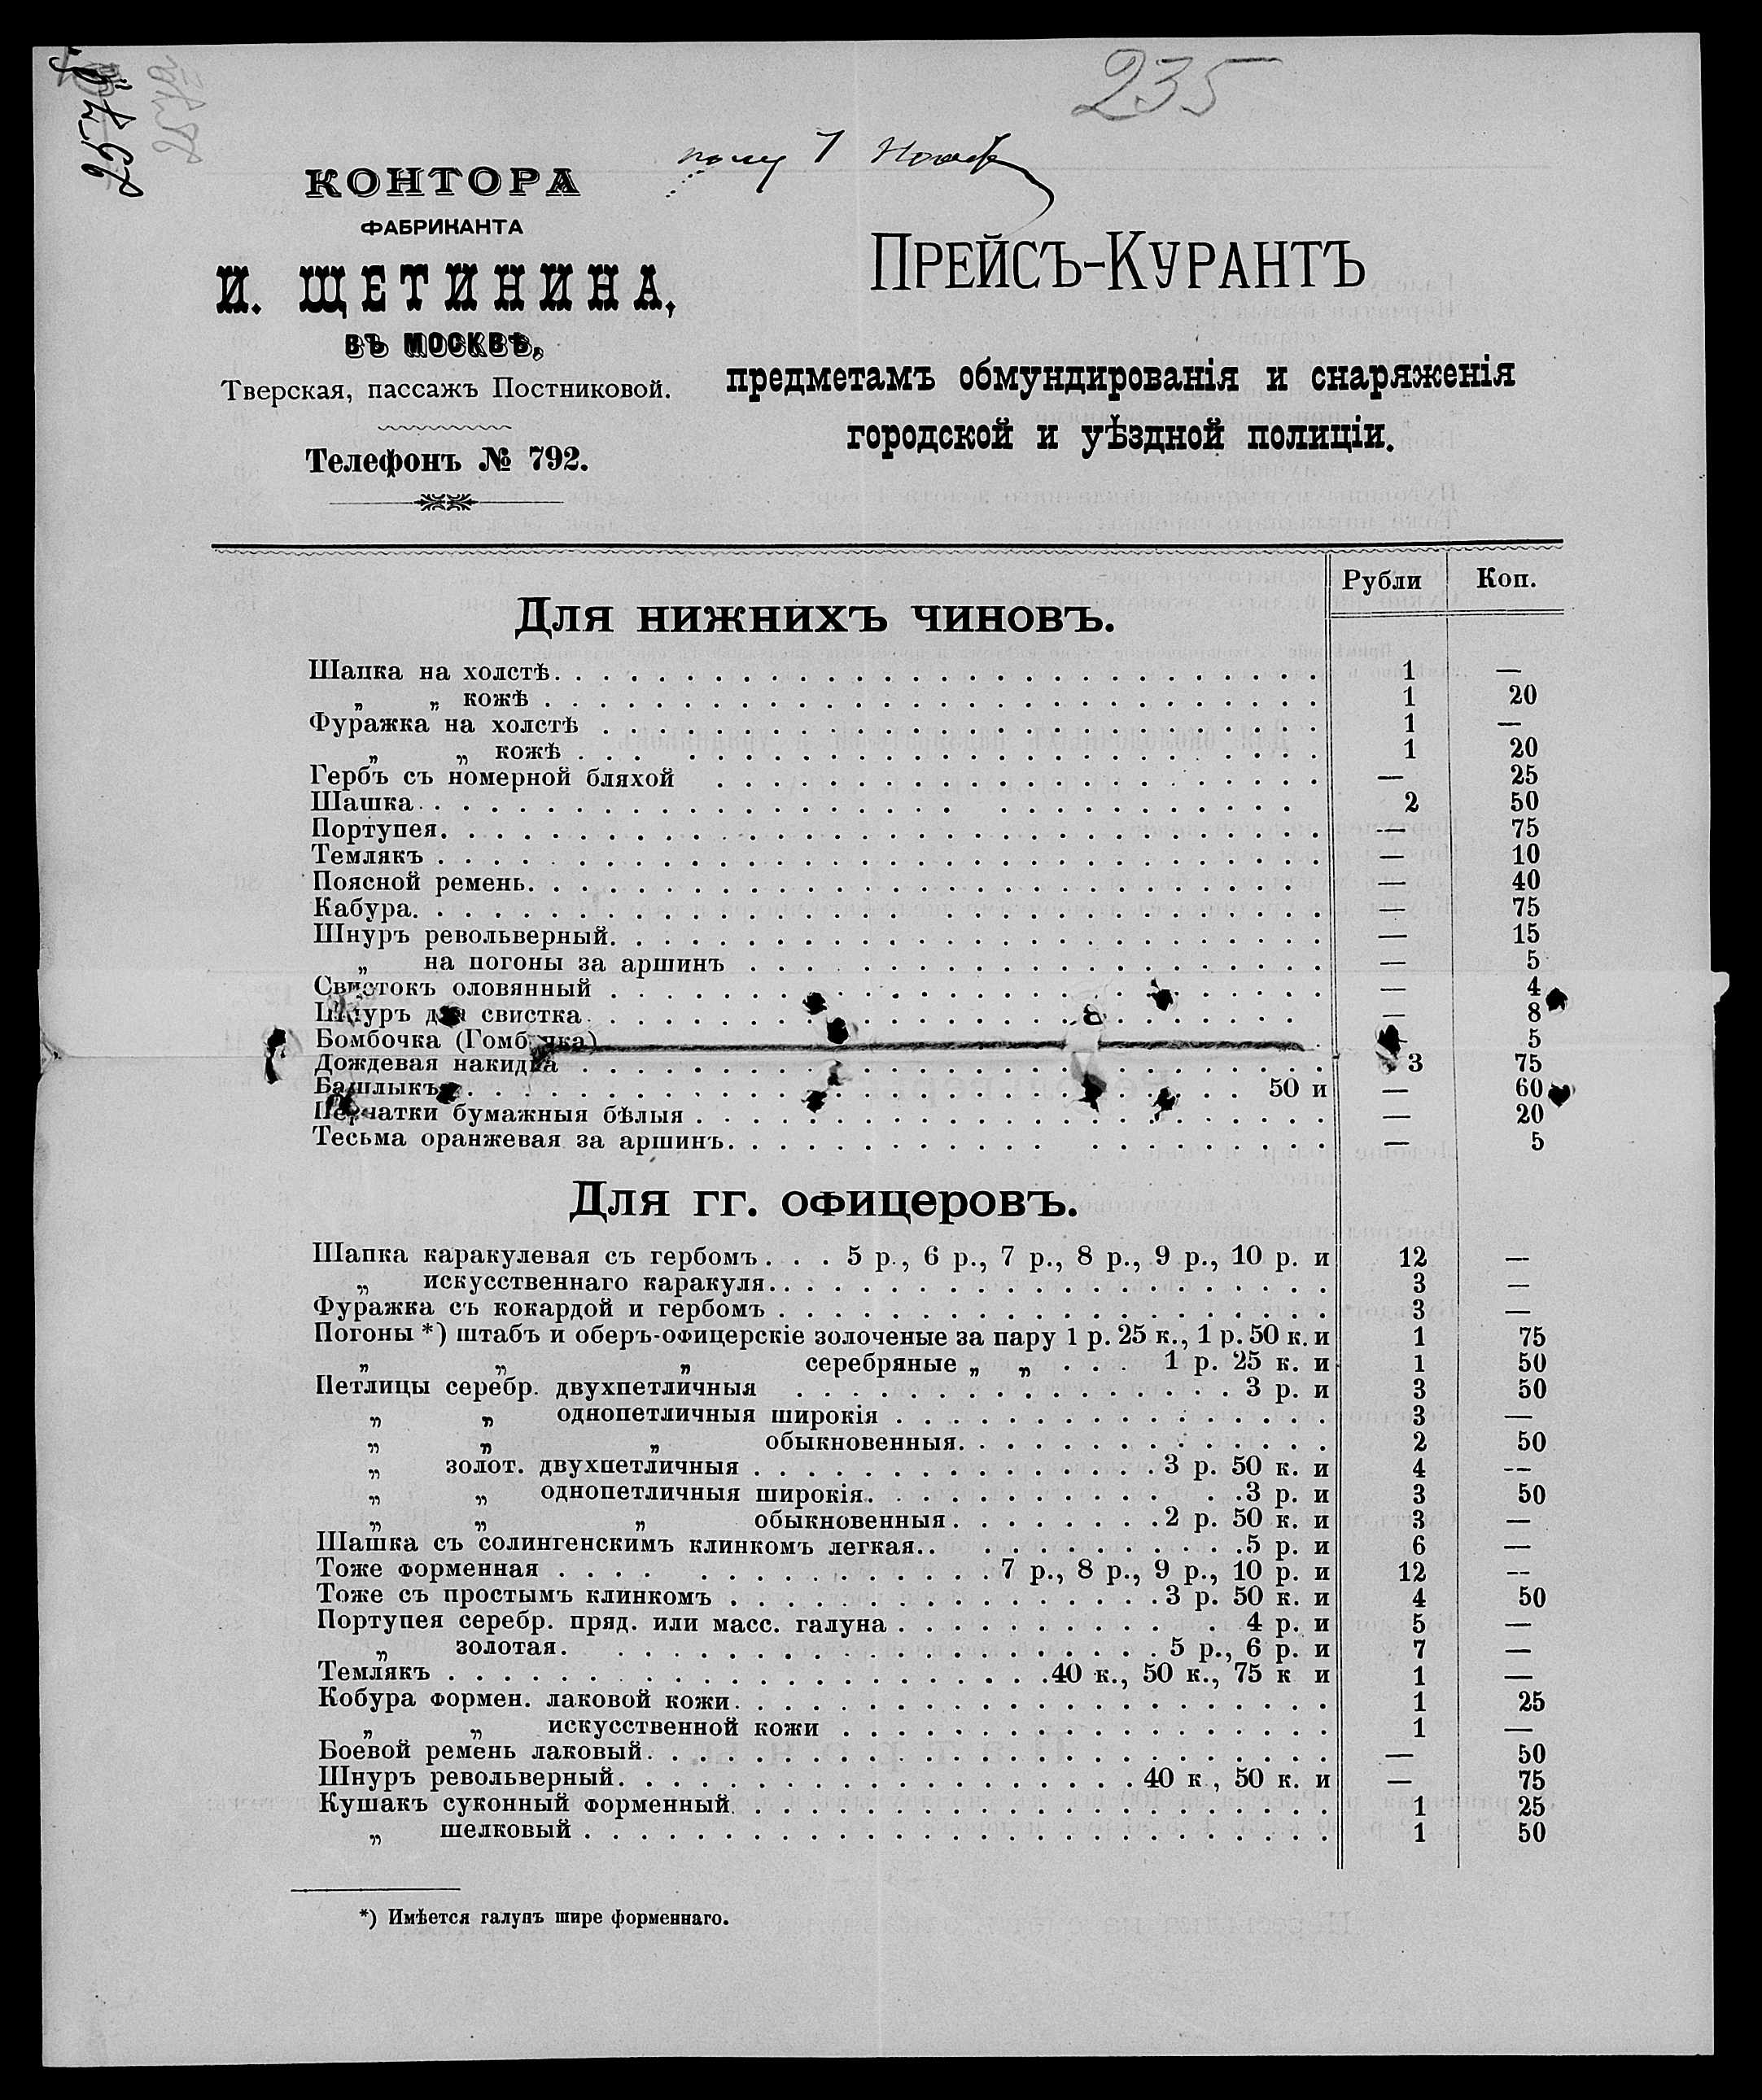 235
КОНТОРА
ФАБРИКАНТА
И. ЩЕТИНИНА,
ВЪ МОСКВѢ,
Тверская, пассажъ Постниковой.
Телефонъ № 792.
ПРЕЙСЪ-КУРАНТЪ
предметамъ обмундированія и снаряженія
городской и уѣздной полиціи.
Рубли Коп.
Для нижнихъ чиновъ.
Шапка на холстѣ. . . . 1 —
„ „ кожѣ . . . . 1 20
Фуражка на холстѣ . . . . 1 —
„ „ кожѣ . . . . 1 20
Гербъ съ номерной бляхой . . . . — 25
Шашка . . . . 2 50
Портупея. . . . — 75
Темлякъ . . . . — 10
Поясной ремень. . . . — 40
Кабура. . . . — 75
Шнуръ револьверный. . . . — 15
„ на погоны за аршинъ . . . . — 5
Свистокъ оловянный . . . . — 4
Шнуръ для свистка . . . . — 8
Бомбочка (Гомбочка) 5
Дождевая накидка . . . . 3 75
Башлыкъ . . . . 50 и — 60
Перчатки бумажныя бѣлыя . . . . — 20
Тесьма оранжевая за аршинъ. . . . — 5
Для гг. офицеровъ.
Шапка каракулевая съ гербомъ . . . 5 р., 6 р., 7 р., 8 р., 9 р., 10 р. и 12 —
„ искусственнаго каракуля. . . . 3 —
Фуражка съ кокардой и гербомъ . . . . 3 —
Погоны *) штабъ и оберъ-офицерскіе золоченые за пару 1 р. 25 к., 1 р. 50 к. и 1 75
„ „ „ серебряные „ „ . . . 1 р. 25 к. и 1 50
Петлицы серебр. двухпетличныя . . . . 3 р. и 3 50
„ „ однопетличныя широкія . . . . 3 —
„ „ „ обыкновенныя. . . . 2 50
„ золот. двухпетличныя . . . . 3 р. 50 к. и 4 —
„ „ однопетличныя широкія. . . . 3 р. и 3 50
„ „ „ обыкновенныя . . . . 2 р. 50 к. и 3 —
Шашка съ солингенскимъ клинкомъ легкая. . . . 5 р. и 6 —
Тоже форменная . . . . 7 р., 8 р., 9 р., 10 р. и 12 —
Тоже съ простымъ клинкомъ . . . . 3 р. 50 к. и 4 50
Портупея серебр. пряд. или масс. галуна . . . . 4 р. и 5 —
„ золотая. . . . 5 р., 6 р. и 7 —
Темлякъ . . . . 40 к., 50 к., 75 к и 1 —
Кобура формен. лаковой кожи. . . . 1 25
„ „ искусственной кожи . . . . 1 —
Боевой ремень лаковый. . . . — 50
Шнуръ револьверный. . . . 40 к , 50 к. и — 75
Кушакъ суконный форменный. . . . 1 25
„ шелковый . . . . 1 50
*) Имѣется галунъ шире форменнаго.